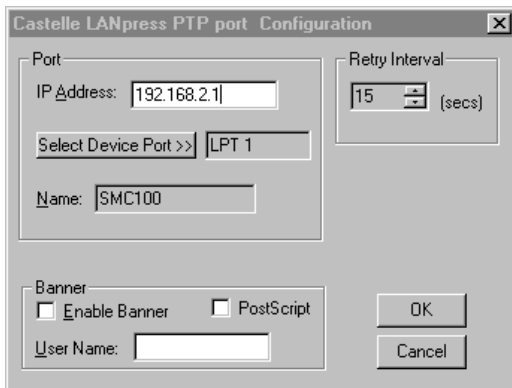 Castelle LANpress PTP port Configuration
Port
IP Address: 192.168.2.1
Select Device Port >> LPT 1
Name: SMC100
Retry Interval
15 (secs)
Banner
Enable Banner PostScript
User Name:
OK
Cancel